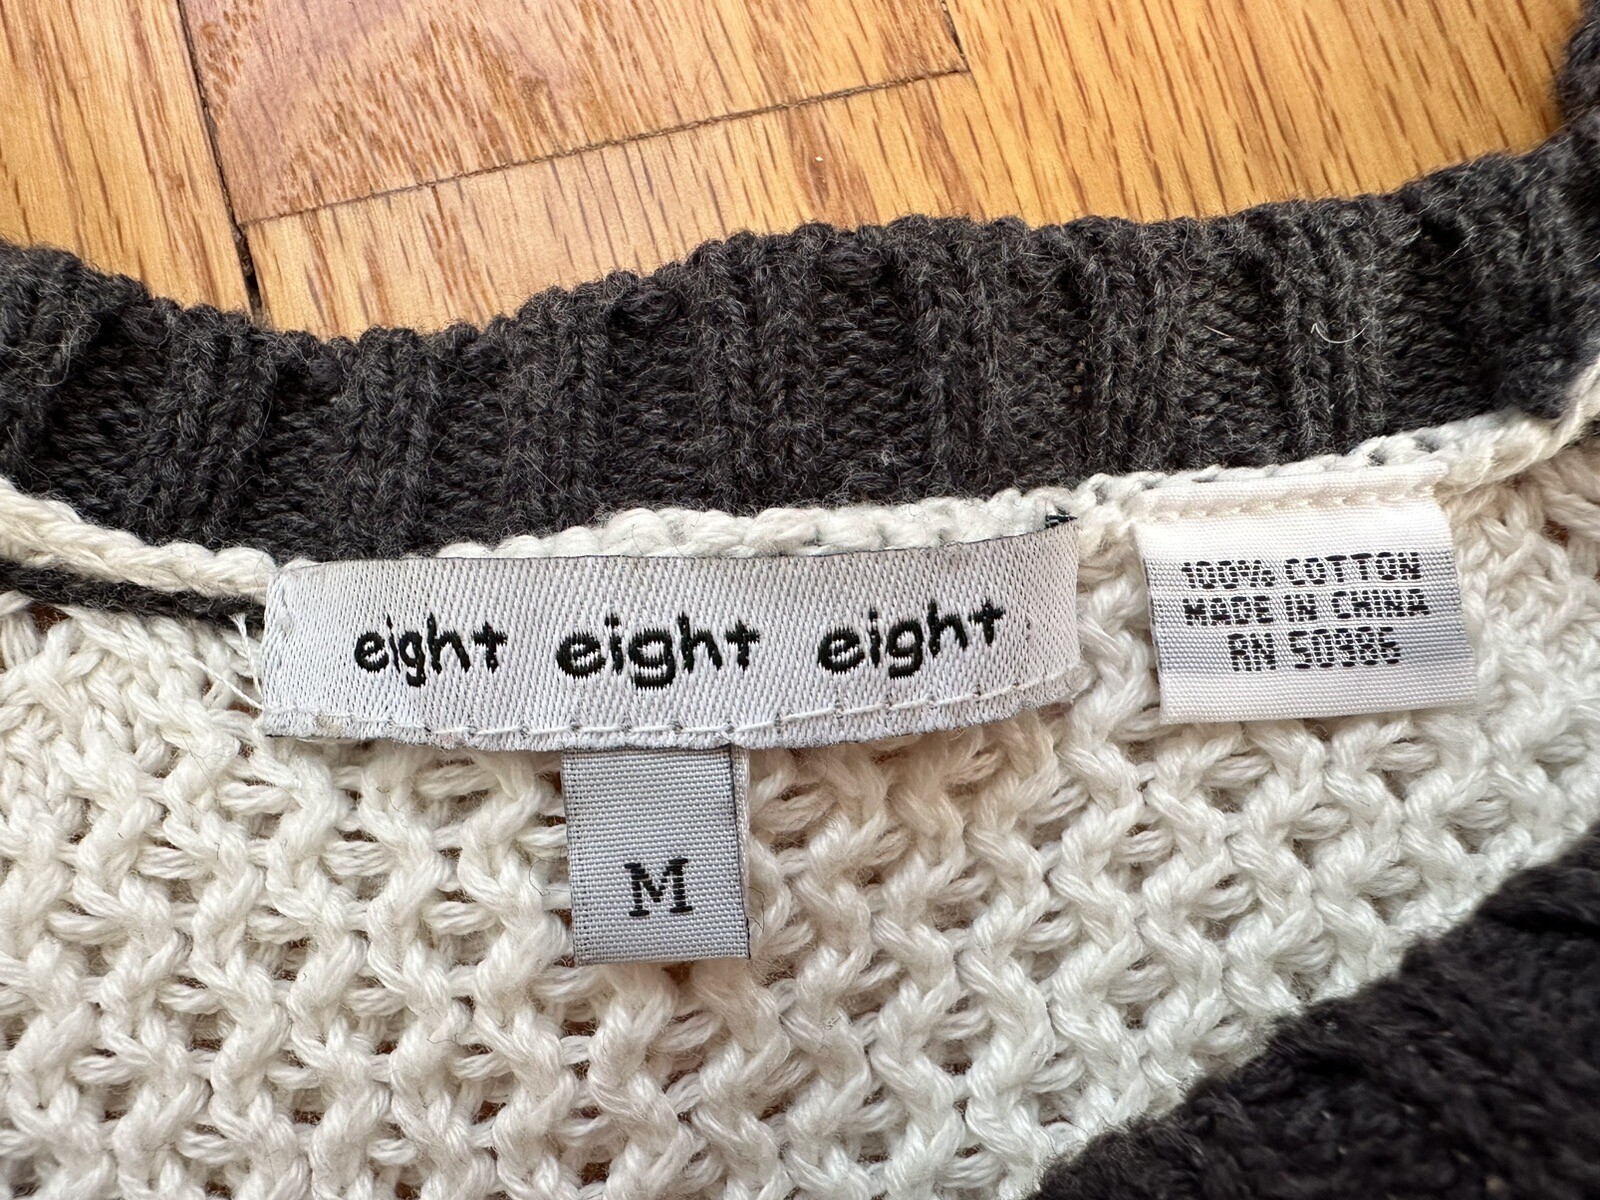 eight eight eight
M
100% COTTON
MADE IN CHINA
RN 50986